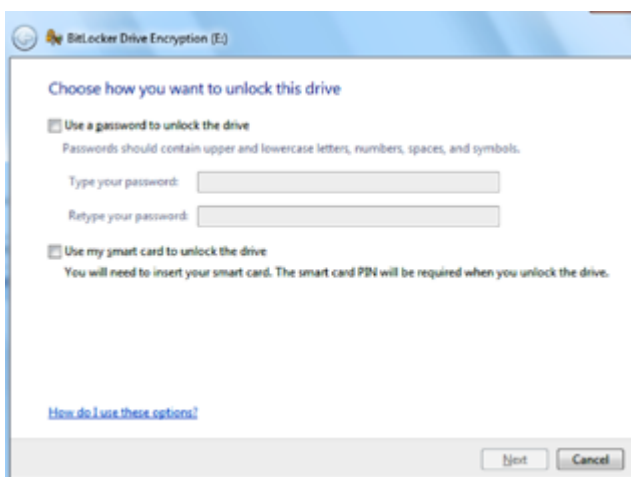 BitLocker Drive Encryption (E:)
Choose how you want to unlock this drive
Use a password to unlock the drive
Passwords should contain upper and lowercase letters, numbers, spaces, and symbols.
Type your password:
Retype your password:
Use my smart card to unlock the drive
You will need to insert your smart card. The smart card PIN will be required when you unlock the drive.
How do I use these options?
Next Cancel